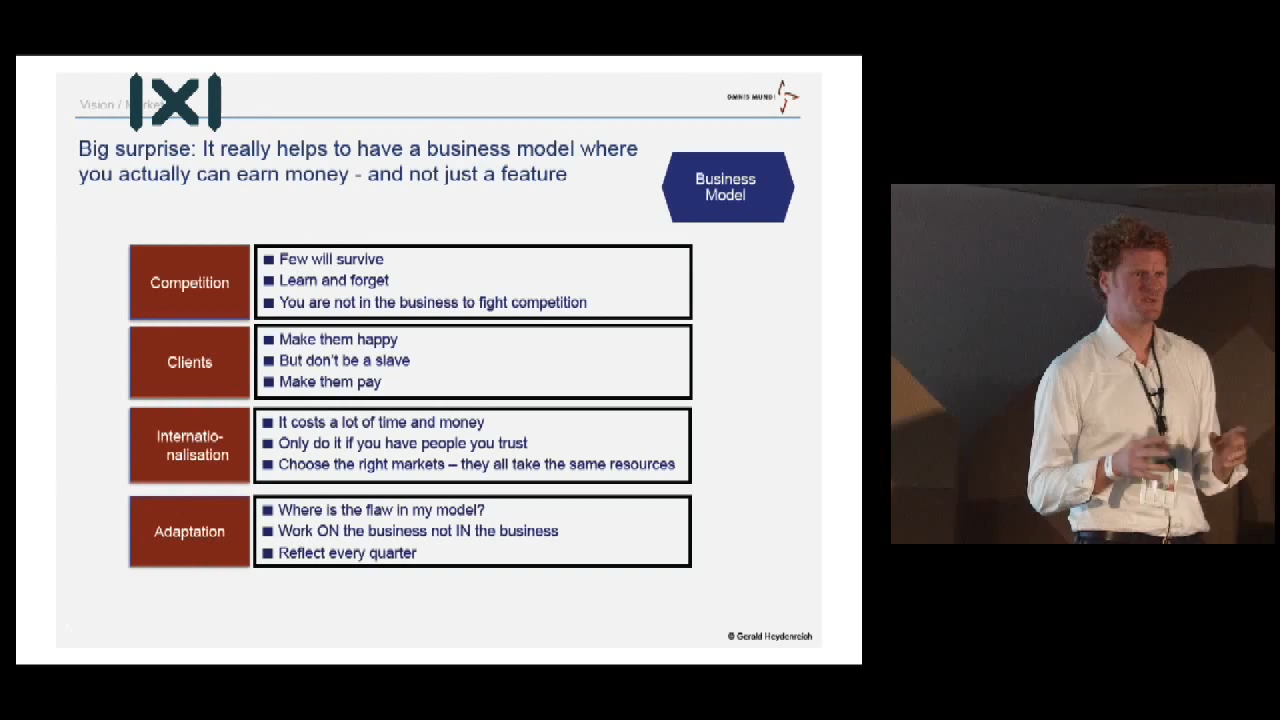 Vision / Market
OMNIS MUNDI
Big surprise: It really helps to have a business model where
you actually can earn money - and not just a feature
Business
Model
Competition
■ Few will survive
■ Learn and forget
■ You are not in the business to fight competition
Clients
■ Make them happy
■ But don't be a slave
■ Make them pay
Internatio-
nalisation
■ It costs a lot of time and money
■ Only do it if you have people you trust
■ Choose the right markets – they all take the same resources
Adaptation
■ Where is the flaw in my model?
■ Work ON the business not IN the business
■ Reflect every quarter
© Gerald Heydenreich